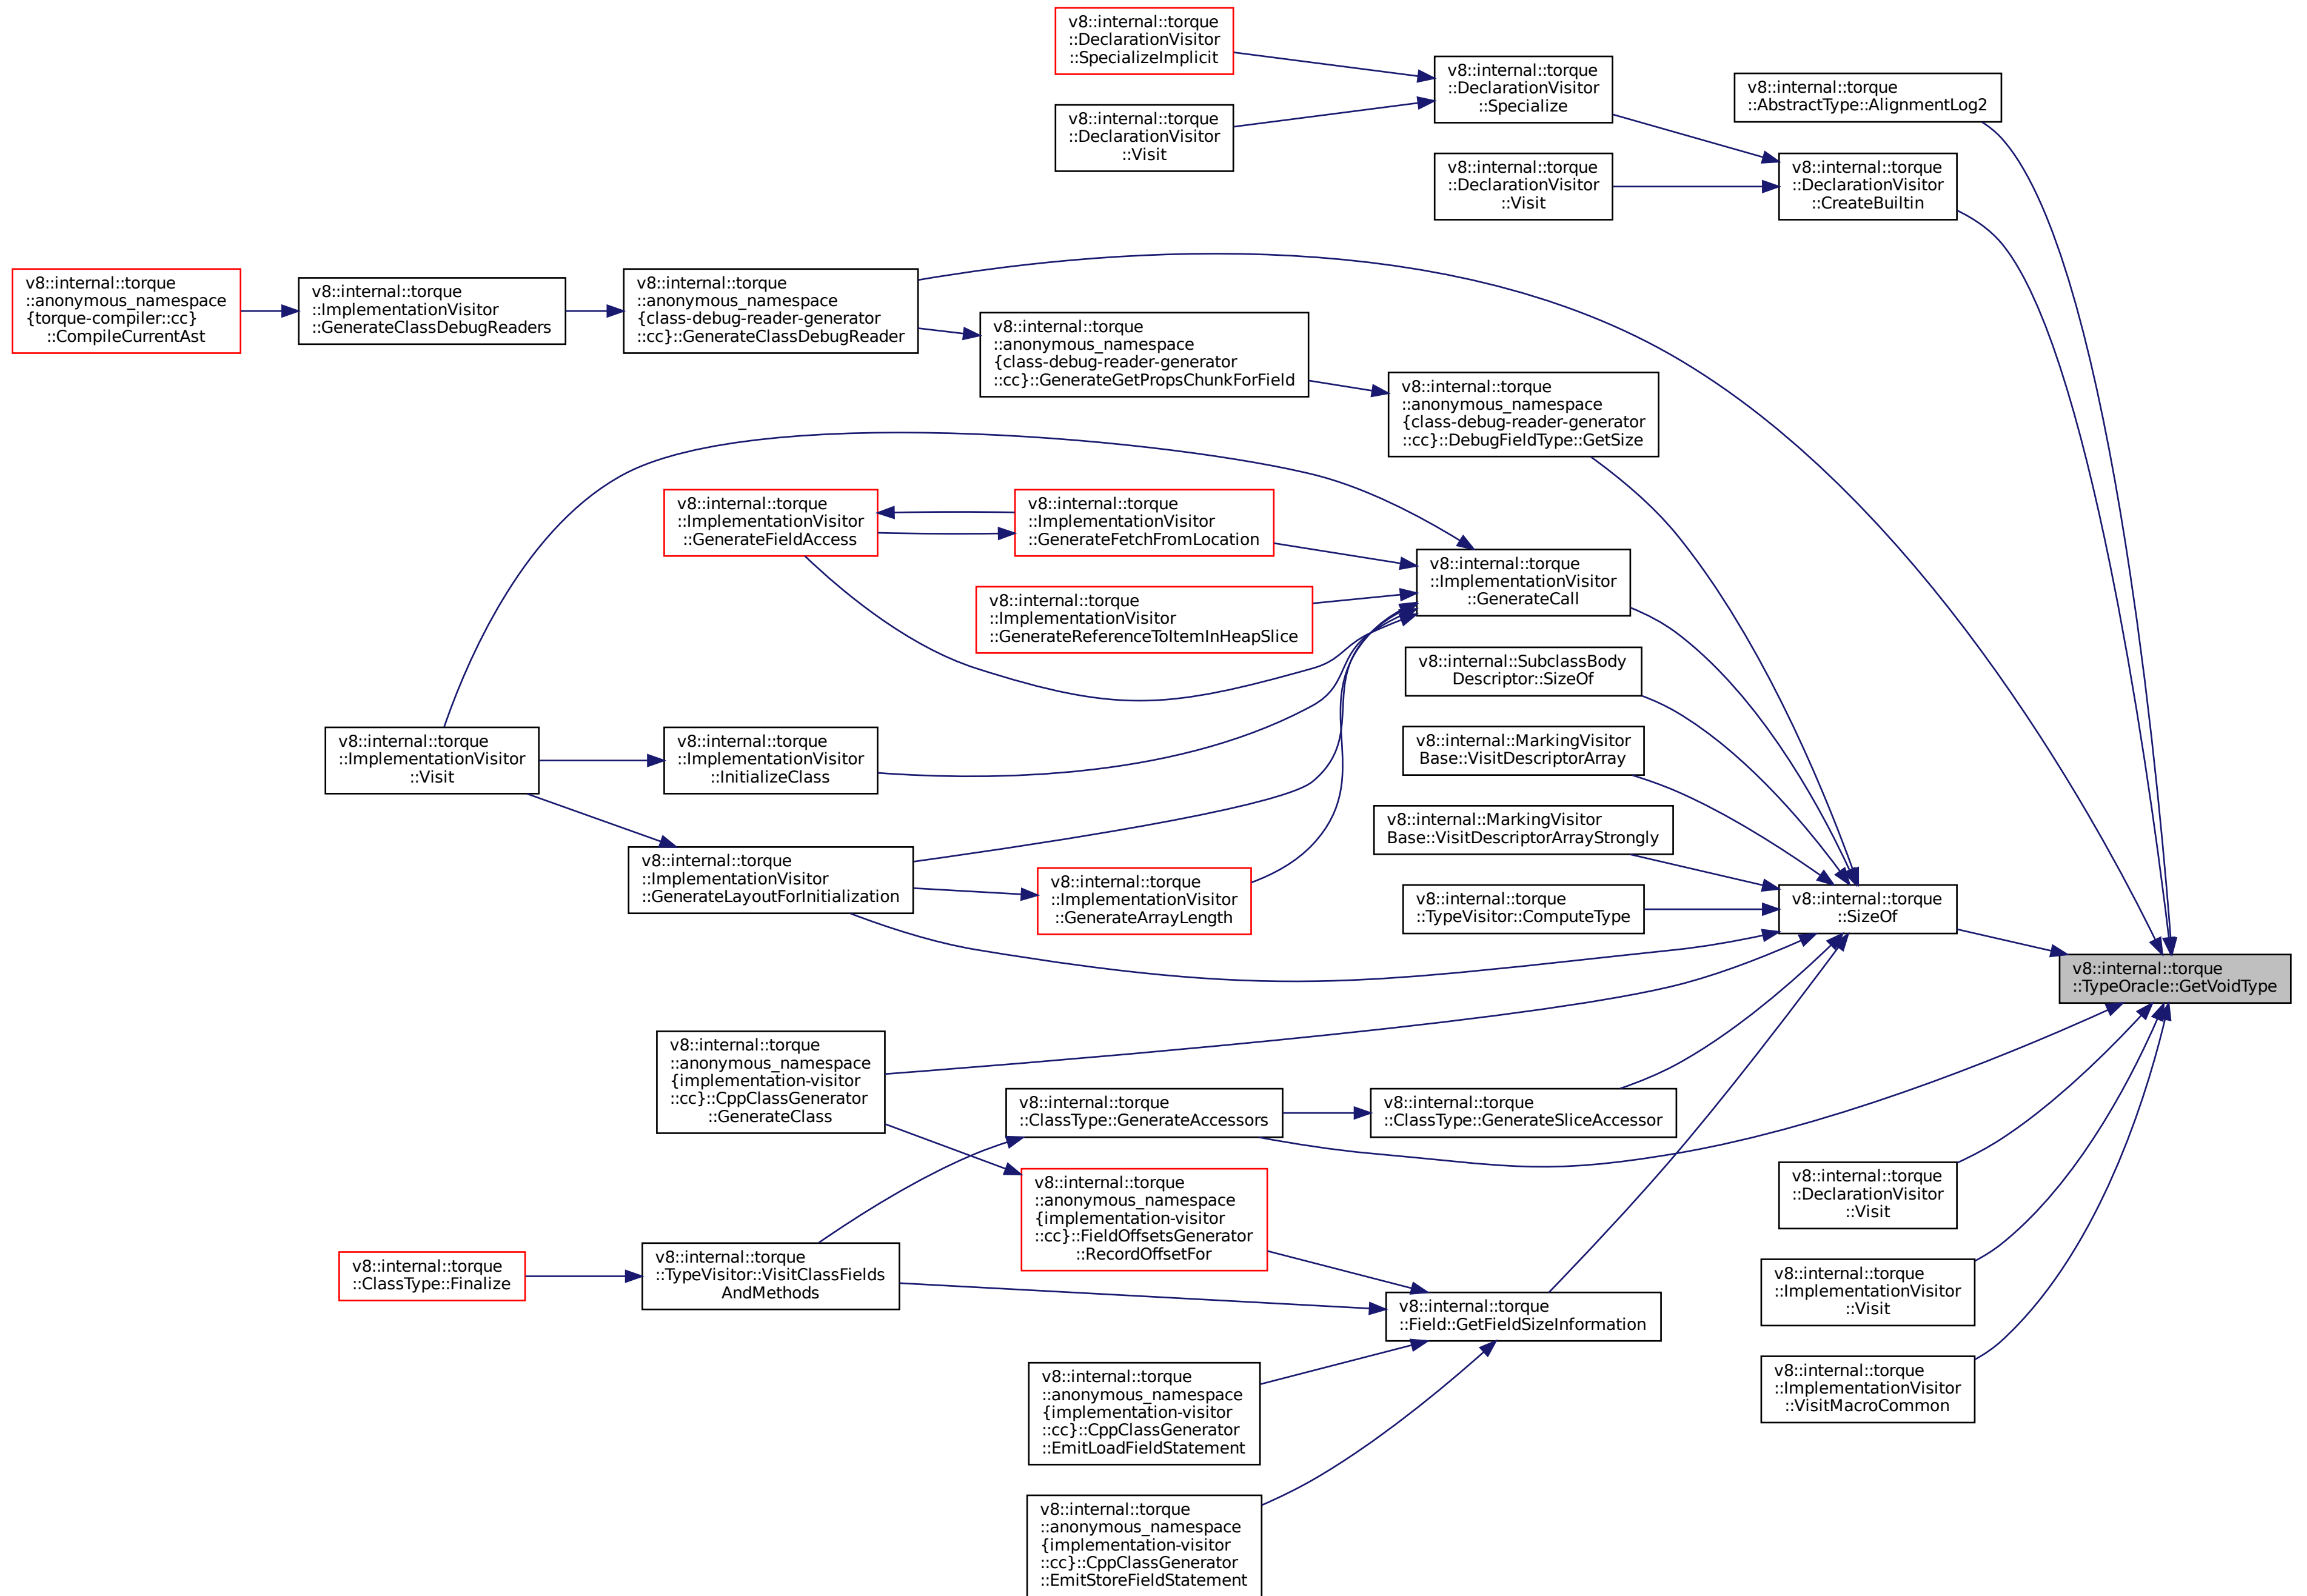 v8::internal::torque
::DeclarationVisitor
::SpecializeImplicit
v8::internal::torque
::DeclarationVisitor
::Specialize
v8::internal::torque
::AbstractType::AlignmentLog2
v8::internal::torque
::DeclarationVisitor
::Visit
v8::internal::torque
::DeclarationVisitor
::Visit
v8::internal::torque
::DeclarationVisitor
::CreateBuiltin
v8::internal::torque
::anonymous_namespace
{torque-compiler::cc}
::CompileCurrentAst
v8::internal::torque
::ImplementationVisitor
::GenerateClassDebugReaders
v8::internal::torque
::anonymous_namespace
{class-debug-reader-generator
::cc}::GenerateClassDebugReader
v8::internal::torque
::anonymous_namespace
{class-debug-reader-generator
::cc}::GenerateGetPropsChunkForField
v8::internal::torque
::anonymous_namespace
{class-debug-reader-generator
::cc}::DebugFieldType::GetSize
v8::internal::torque
::ImplementationVisitor
::GenerateFieldAccess
v8::internal::torque
::ImplementationVisitor
::GenerateFetchFromLocation
v8::internal::torque
::ImplementationVisitor
::GenerateCall
v8::internal::torque
::ImplementationVisitor
::GenerateReferenceToItemInHeapSlice
v8::internal::SubclassBody
Descriptor::SizeOf
v8::internal::torque
::ImplementationVisitor
::Visit
v8::internal::torque
::ImplementationVisitor
::InitializeClass
v8::internal::MarkingVisitor
Base::VisitDescriptorArray
v8::internal::MarkingVisitor
Base::VisitDescriptorArrayStrongly
v8::internal::torque
::ImplementationVisitor
::GenerateLayoutForInitialization
v8::internal::torque
::ImplementationVisitor
::GenerateArrayLength
v8::internal::torque
::TypeVisitor::ComputeType
v8::internal::torque
::SizeOf
v8::internal::torque
::TypeOracle::GetVoidType
v8::internal::torque
::anonymous_namespace
{implementation-visitor
::cc}::CppClassGenerator
::GenerateClass
v8::internal::torque
::ClassType::GenerateAccessors
v8::internal::torque
::ClassType::GenerateSliceAccessor
v8::internal::torque
::anonymous_namespace
{implementation-visitor
::cc}::FieldOffsetsGenerator
::RecordOffsetFor
v8::internal::torque
::DeclarationVisitor
::Visit
v8::internal::torque
::ClassType::Finalize
v8::internal::torque
::TypeVisitor::VisitClassFields
AndMethods
v8::internal::torque
::Field::GetFieldSizeInformation
v8::internal::torque
::ImplementationVisitor
::Visit
v8::internal::torque
::ImplementationVisitor
::VisitMacroCommon
v8::internal::torque
::anonymous_namespace
{implementation-visitor
::cc}::CppClassGenerator
::EmitLoadFieldStatement
v8::internal::torque
::anonymous_namespace
{implementation-visitor
::cc}::CppClassGenerator
::EmitStoreFieldStatement